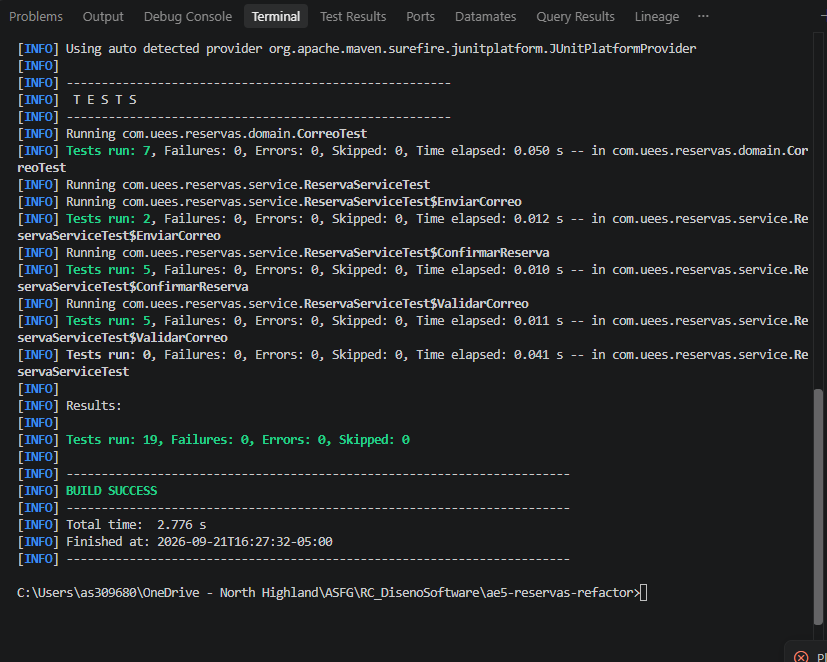 Problems Output Debug Console Terminal Test Results Ports Datamates Query Results Lineage ...
[INFO] Using auto detected provider org.apache.maven.surefire.junitplatform.JUnitPlatformProvider
[INFO]
[INFO] -------------------------------------------------------
[INFO]  T E S T S
[INFO] -------------------------------------------------------
[INFO] Running com.uees.reservas.domain.CorreoTest
[INFO] Tests run: 7, Failures: 0, Errors: 0, Skipped: 0, Time elapsed: 0.050 s -- in com.uees.reservas.domain.Cor
reoTest
[INFO] Running com.uees.reservas.service.ReservaServiceTest
[INFO] Running com.uees.reservas.service.ReservaServiceTest$EnviarCorreo
[INFO] Tests run: 2, Failures: 0, Errors: 0, Skipped: 0, Time elapsed: 0.012 s -- in com.uees.reservas.service.Re
servaServiceTest$EnviarCorreo
[INFO] Running com.uees.reservas.service.ReservaServiceTest$ConfirmarReserva
[INFO] Tests run: 5, Failures: 0, Errors: 0, Skipped: 0, Time elapsed: 0.010 s -- in com.uees.reservas.service.Re
servaServiceTest$ConfirmarReserva
[INFO] Running com.uees.reservas.service.ReservaServiceTest$ValidarCorreo
[INFO] Tests run: 5, Failures: 0, Errors: 0, Skipped: 0, Time elapsed: 0.011 s -- in com.uees.reservas.service.Re
servaServiceTest$ValidarCorreo
[INFO] Tests run: 0, Failures: 0, Errors: 0, Skipped: 0, Time elapsed: 0.041 s -- in com.uees.reservas.service.Re
servaServiceTest
[INFO]
[INFO] Results:
[INFO]
[INFO] Tests run: 19, Failures: 0, Errors: 0, Skipped: 0
[INFO]
[INFO] ------------------------------------------------------------------------
[INFO] BUILD SUCCESS
[INFO] ------------------------------------------------------------------------
[INFO] Total time:  2.776 s
[INFO] Finished at: 2026-09-21T16:27:32-05:00
[INFO] ------------------------------------------------------------------------
C:\Users\as309680\OneDrive - North Highland\ASFG\RC_DisenoSoftware\ae5-reservas-refactor>